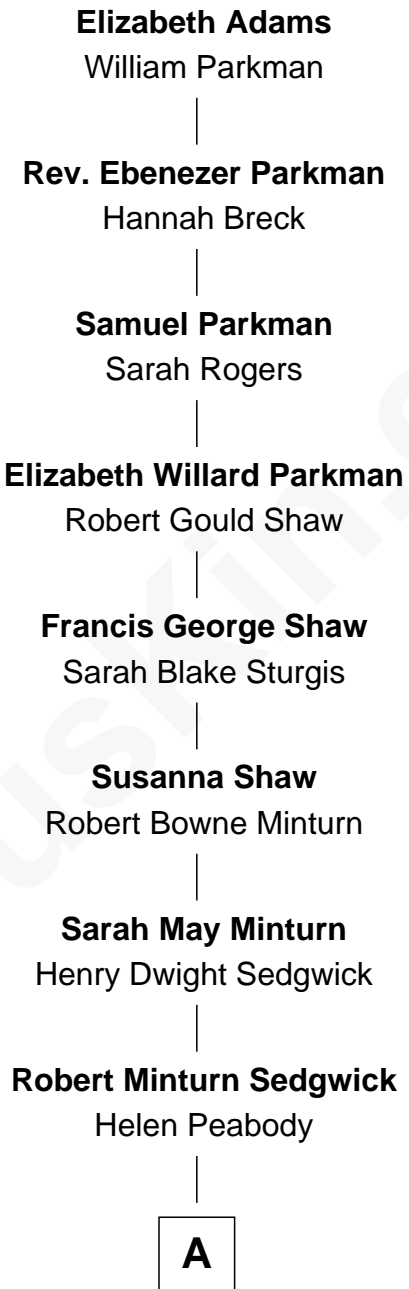 Elizabeth Adams
William Parkman
Rev. Ebenezer Parkman
Hannah Breck
Samuel Parkman
Sarah Rogers
Elizabeth Willard Parkman
Robert Gould Shaw
Francis George Shaw
Sarah Blake Sturgis
Susanna Shaw
Robert Bowne Minturn
Sarah May Minturn
Henry Dwight Sedgwick
Robert Minturn Sedgwick
Helen Peabody
A